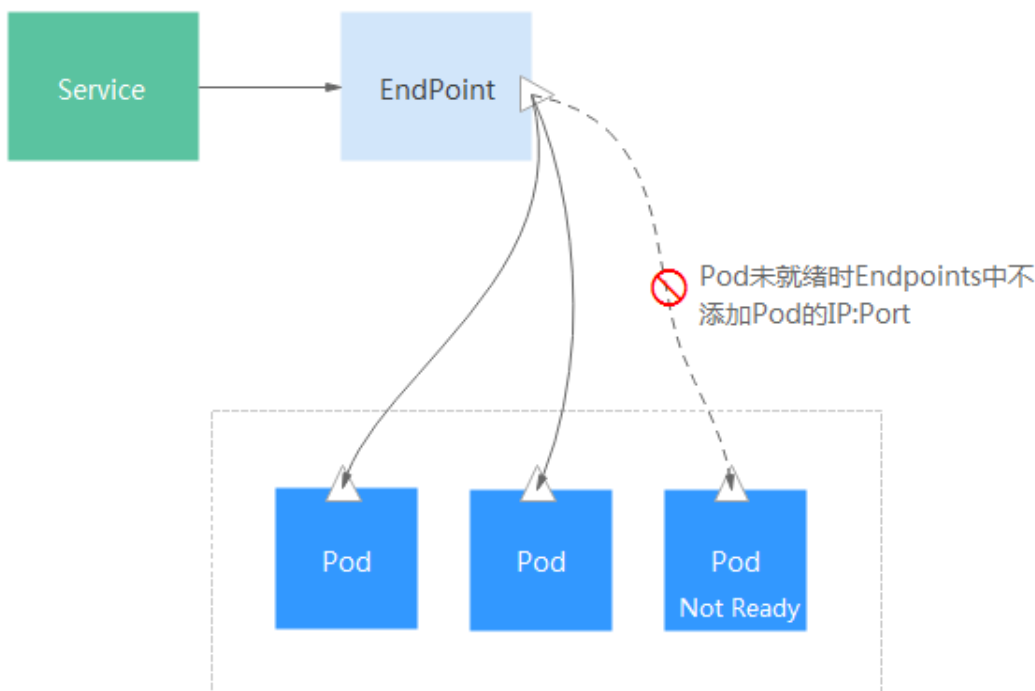 Service
EndPoint
Pod未就绪时Endpoints中不
添加Pod的IP:Port
Pod
Pod
Pod
Not Ready